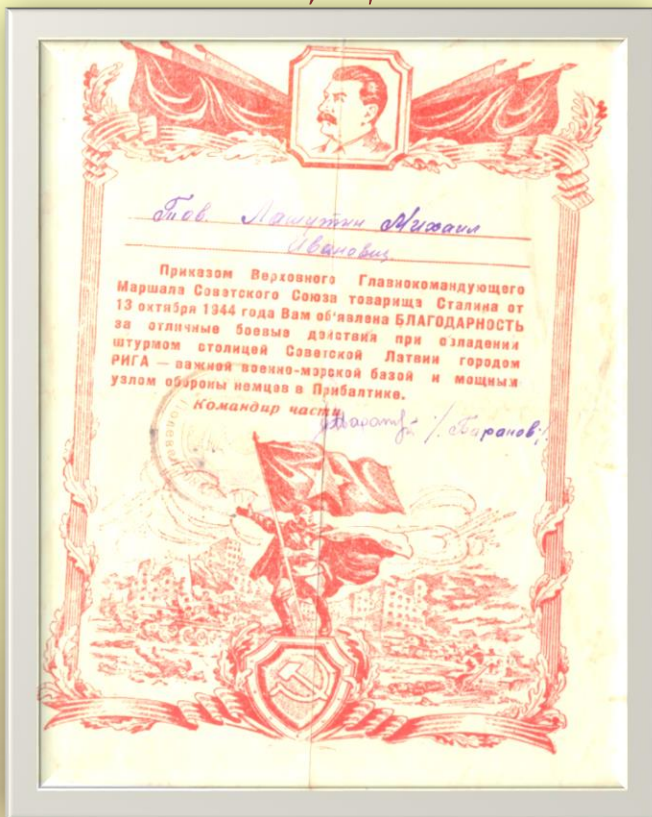 Тов. Лашутин Михаил
Иванович
Приказом Верховного Главнокомандующего
Маршала Советского Союза товарища Сталина от
13 октября 1944 года Вам об'явлена БЛАГОДАРНОСТЬ
за отличные боевые действия при овладении
штурмом столицей Советской Латвии городом
РИГА — важной военно-морской базой и мощным
узлом обороны немцев в Прибалтике.
Командир части
/Баранов/